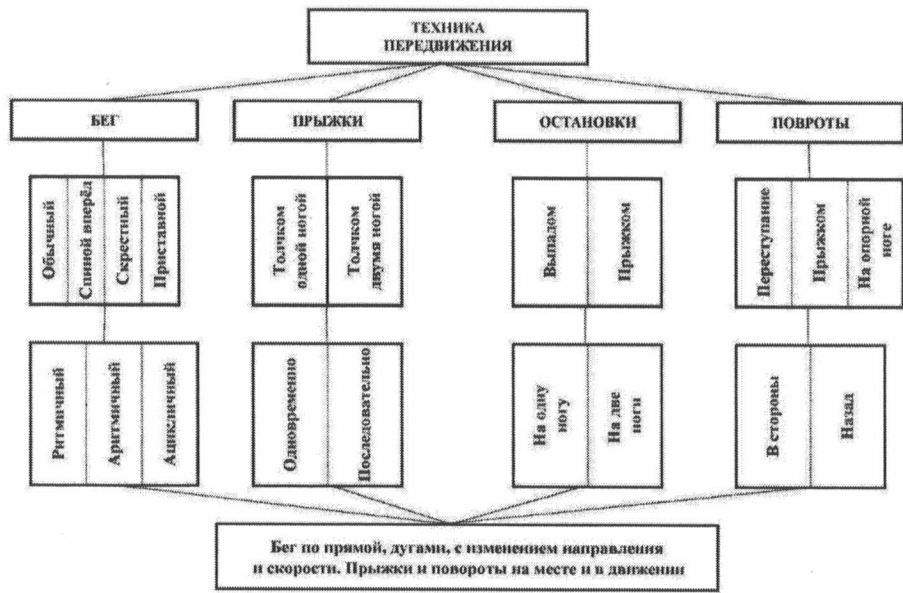 ТЕХНИКА
ПЕРЕДВИЖЕНИЯ
БЕГ
ПРЫЖКИ
ОСТАНОВКИ
ПОВРОТЫ
Обычный
Спиной вперёл
Скрестный
Приставной
Толчком
одной ногой
Толчком
двумя ногой
Выпадом
Прыжком
Переступание
Прыжком
На опорной
ноге
Ритмичный
Аритмичный
Ацикличный
Одновременно
Последовательно
На одну
ногу
На две
ноги
В стороны
Назад
Бег по прямой, дугами, с изменением направления
и скорости. Прыжки и повороты на месте и в движении